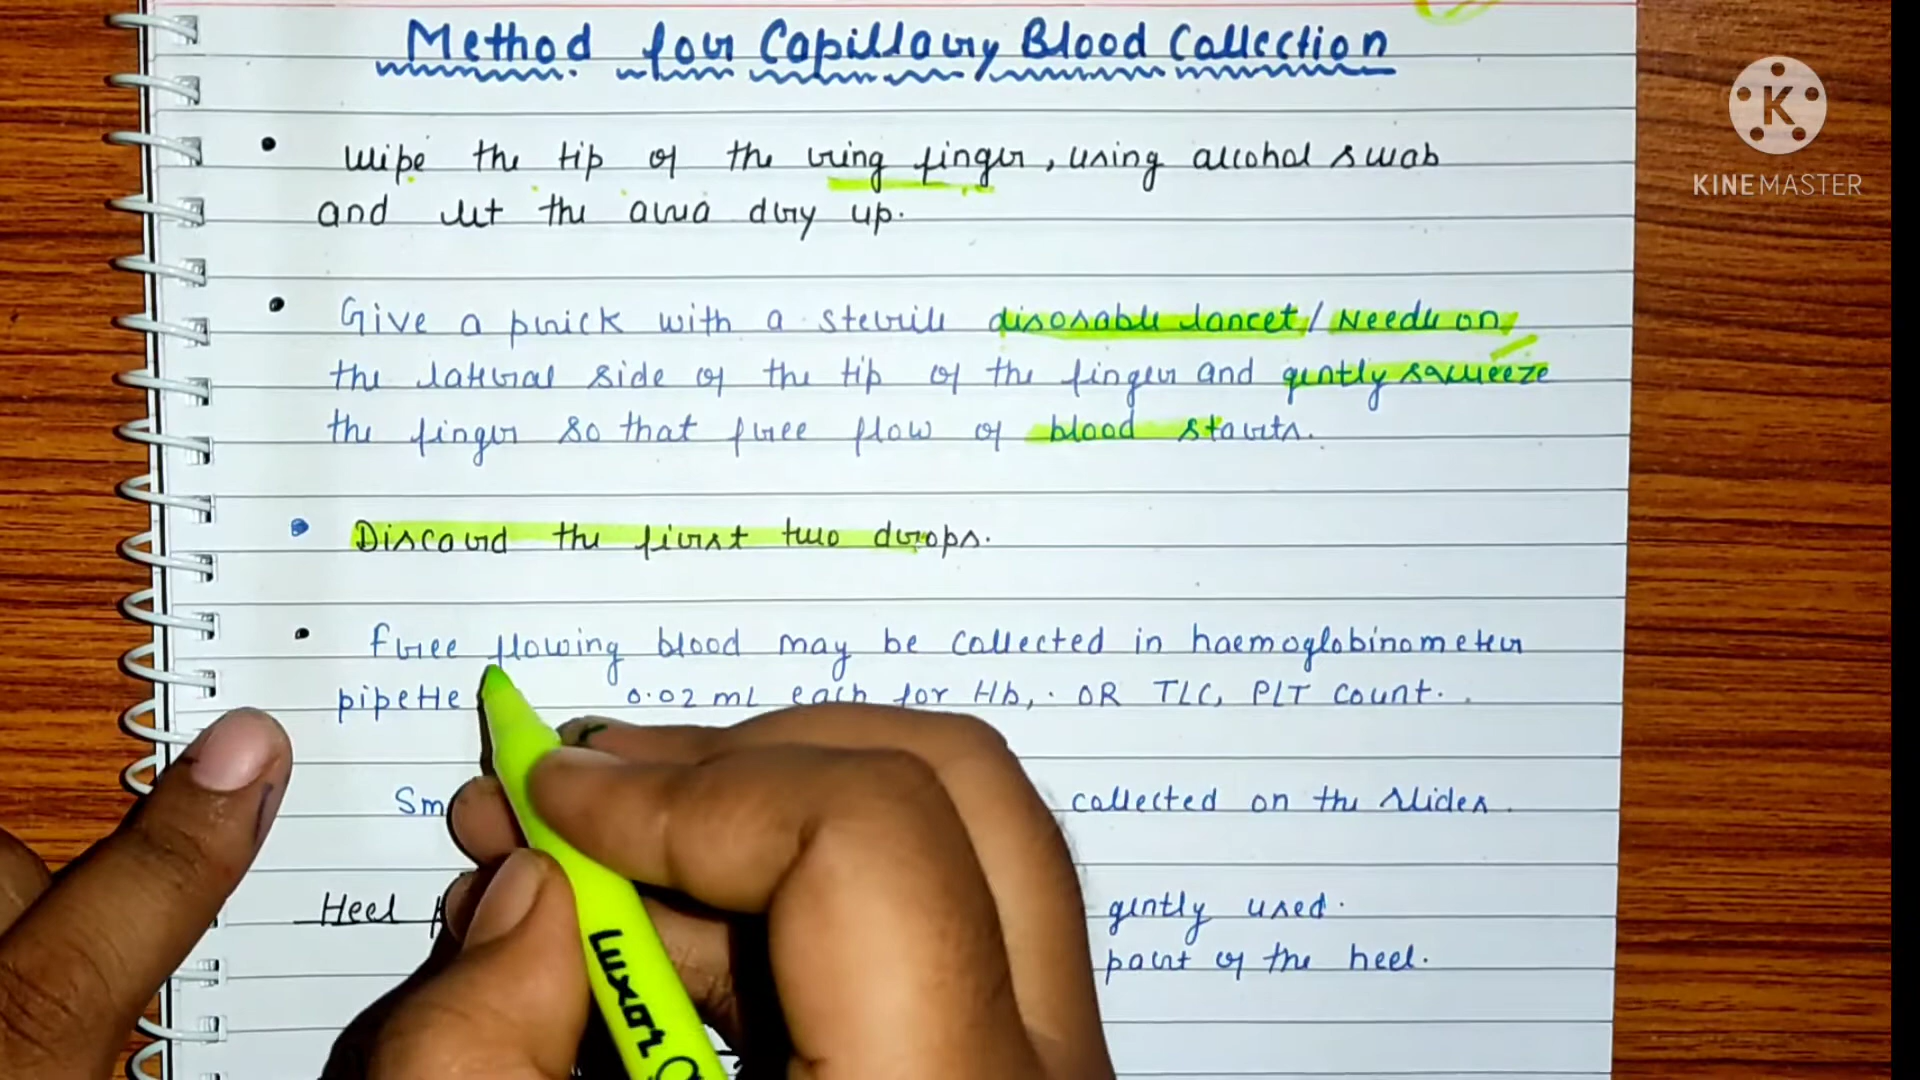 Method for Capillary Blood Collection
K
KINEMASTER
• Wipe the tip of the ring finger, using alcohol swab
and let the area dry up.
• Give a prick with a sterile disosable lancet / Needle on
the lateral side of the tip of the finger and gently squeeze
the finger so that free flow of blood starts.
• Discard the first two drops.
• Free flowing blood may be collected in haemoglobinometer
pipette 0.02 mL each for Hb, . OR TLC, PLT Count.
Sm collected on the slides.
Heel gently used.
part of the heel.
Luxor